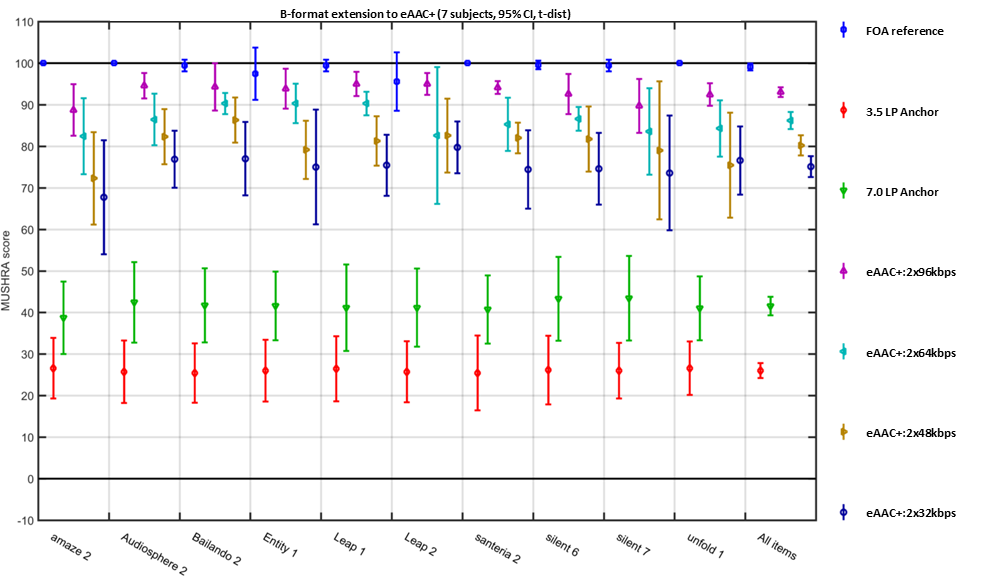 B-format extension to eAAC+ (7 subjects, 95% CI, t-dist)
110
100
90
80
70
60
50
40
30
20
10
0
-10
MUSHRA score
amaze 2
Audiosphere 2
Bailando 2
Entity 1
Leap 1
Leap 2
santeria 2
silent 6
silent 7
unfold 1
All items
FOA reference
3.5 LP Anchor
7.0 LP Anchor
eAAC+:2x96kbps
eAAC+:2x64kbps
eAAC+:2x48kbps
eAAC+:2x32kbps